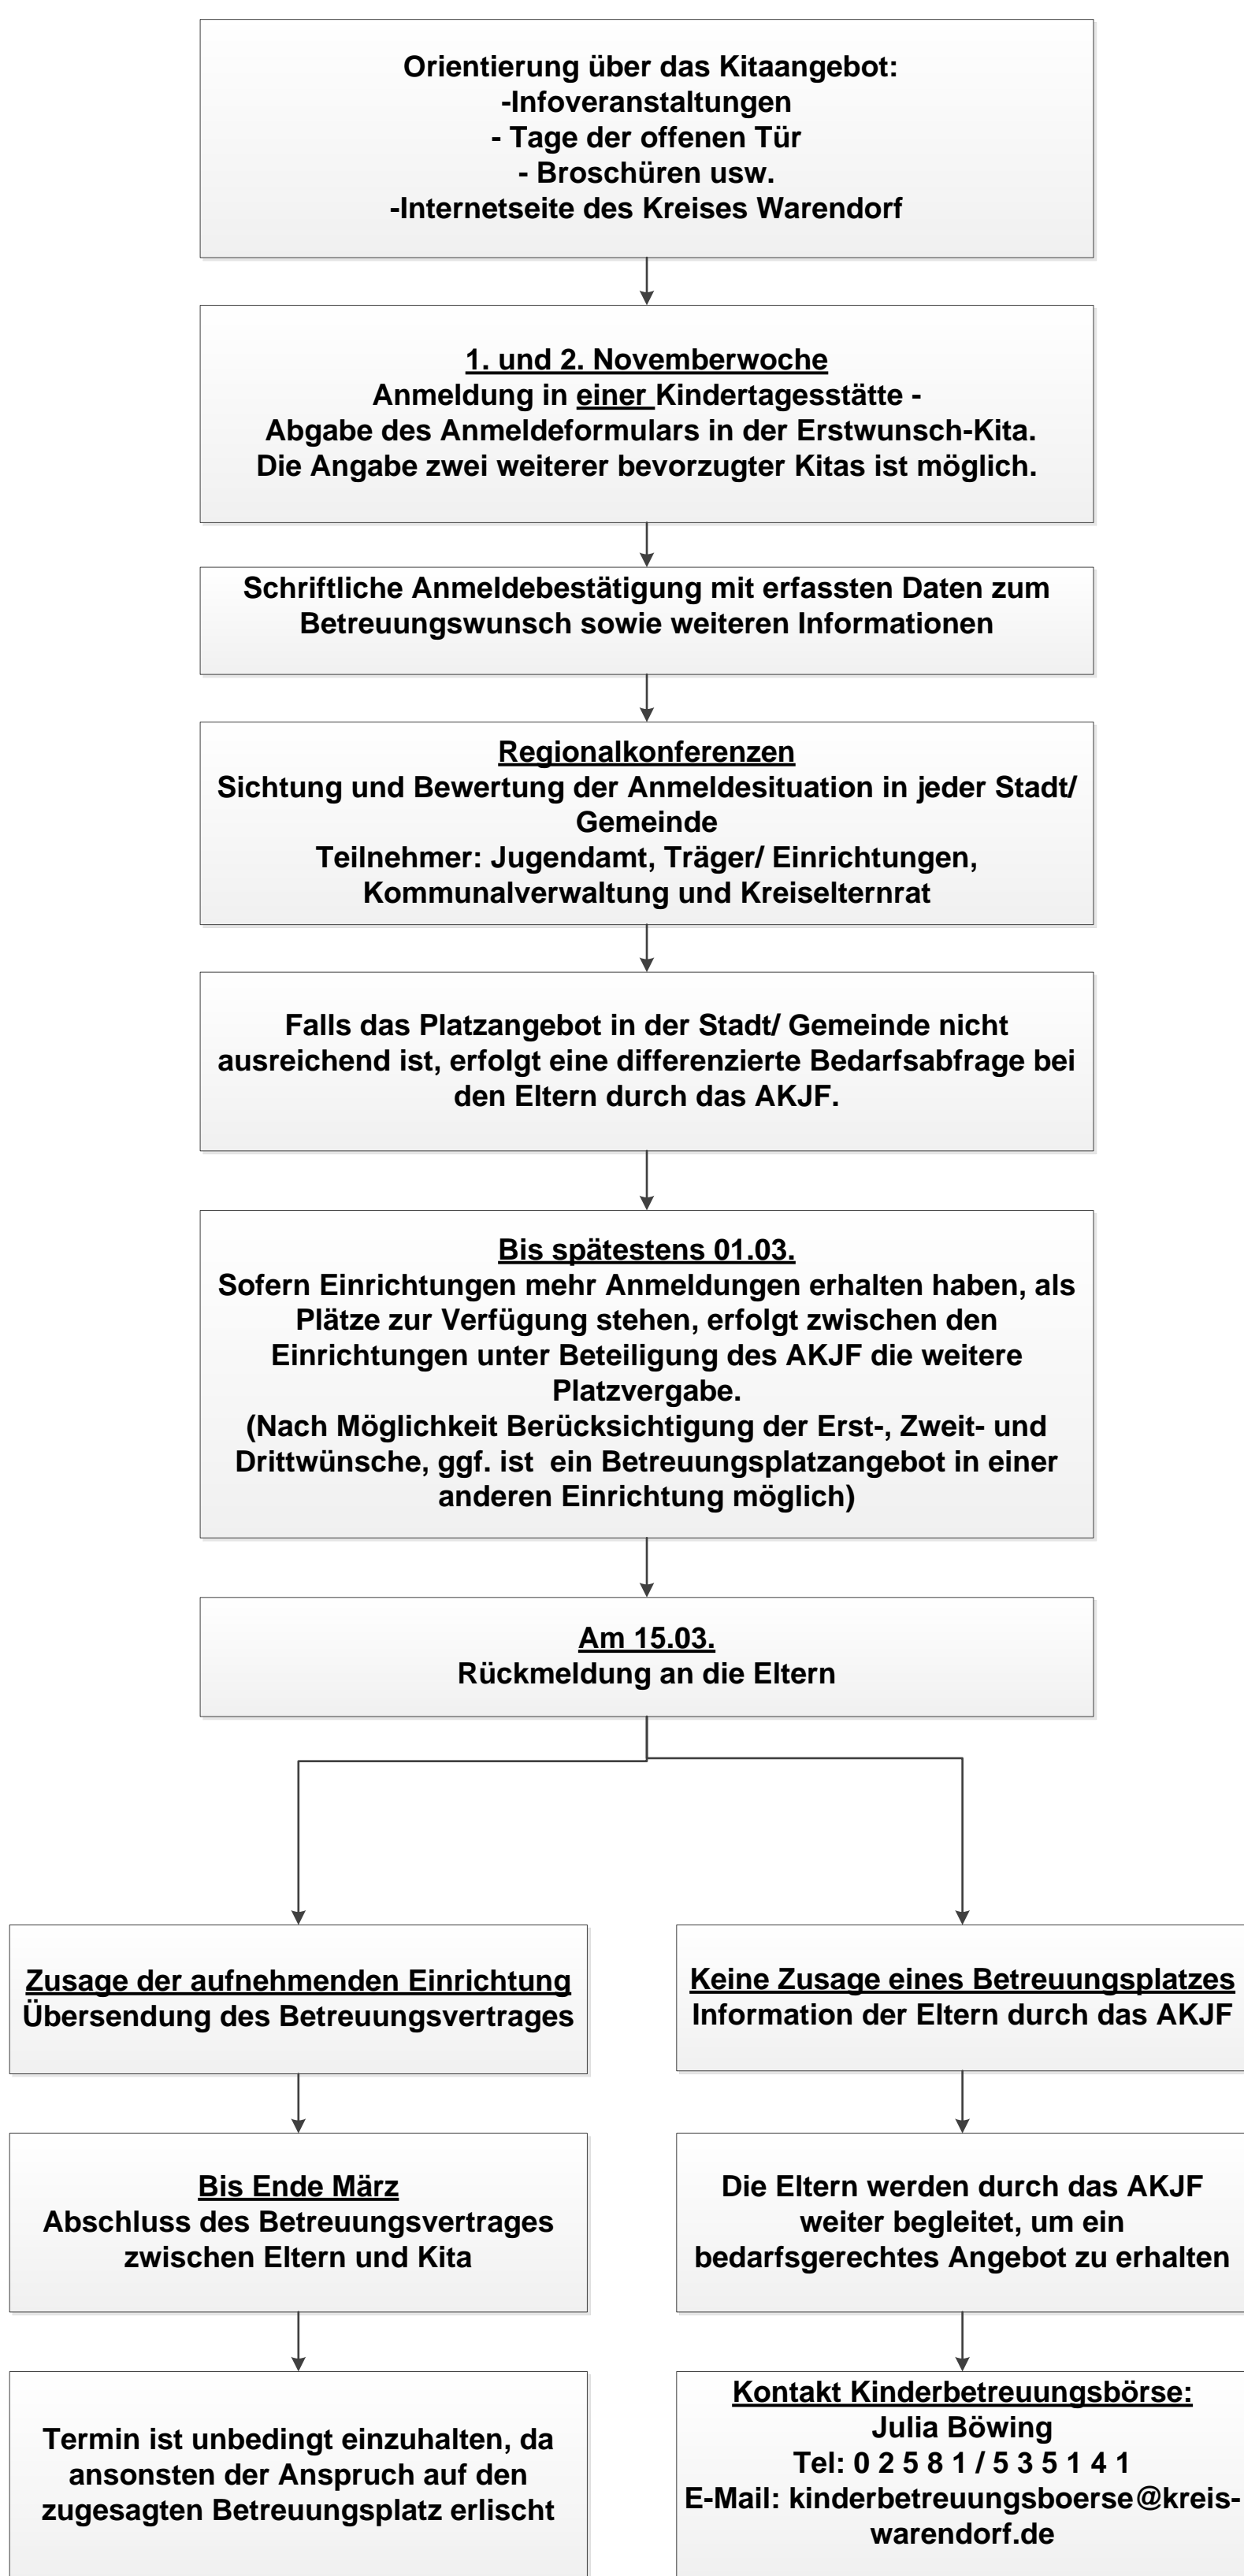 Orientierung über das Kitaangebot:
-Infoveranstaltungen
- Tage der offenen Tür
- Broschüren usw.
-Internetseite des Kreises Warendorf
1. und 2. Novemberwoche
Anmeldung in einer Kindertagesstätte -
Abgabe des Anmeldeformulars in der Erstwunsch-Kita.
Die Angabe zwei weiterer bevorzugter Kitas ist möglich.
Schriftliche Anmeldebestätigung mit erfassten Daten zum
Betreuungswunsch sowie weiteren Informationen
Regionalkonferenzen
Sichtung und Bewertung der Anmeldesituation in jeder Stadt/
Gemeinde
Teilnehmer: Jugendamt, Träger/ Einrichtungen,
Kommunalverwaltung und Kreiselternrat
Falls das Platzangebot in der Stadt/ Gemeinde nicht
ausreichend ist, erfolgt eine differenzierte Bedarfsabfrage bei
den Eltern durch das AKJF.
Bis spätestens 01.03.
Sofern Einrichtungen mehr Anmeldungen erhalten haben, als
Plätze zur Verfügung stehen, erfolgt zwischen den
Einrichtungen unter Beteiligung des AKJF die weitere
Platzvergabe.
(Nach Möglichkeit Berücksichtigung der Erst-, Zweit- und
Drittwünsche, ggf. ist  ein Betreuungsplatzangebot in einer
anderen Einrichtung möglich)
Am 15.03.
Rückmeldung an die Eltern
Zusage der aufnehmenden Einrichtung
Übersendung des Betreuungsvertrages
Bis Ende März
Abschluss des Betreuungsvertrages
zwischen Eltern und Kita
Termin ist unbedingt einzuhalten, da
ansonsten der Anspruch auf den
zugesagten Betreuungsplatz erlischt
Keine Zusage eines Betreuungsplatzes
Information der Eltern durch das AKJF
Die Eltern werden durch das AKJF
weiter begleitet, um ein
bedarfsgerechtes Angebot zu erhalten
Kontakt Kinderbetreuungsbörse:
Julia Böwing
Tel: 0 2 5 8 1 / 5 3 5 1 4 1
E-Mail: kinderbetreuungsboerse@kreis-
warendorf.de